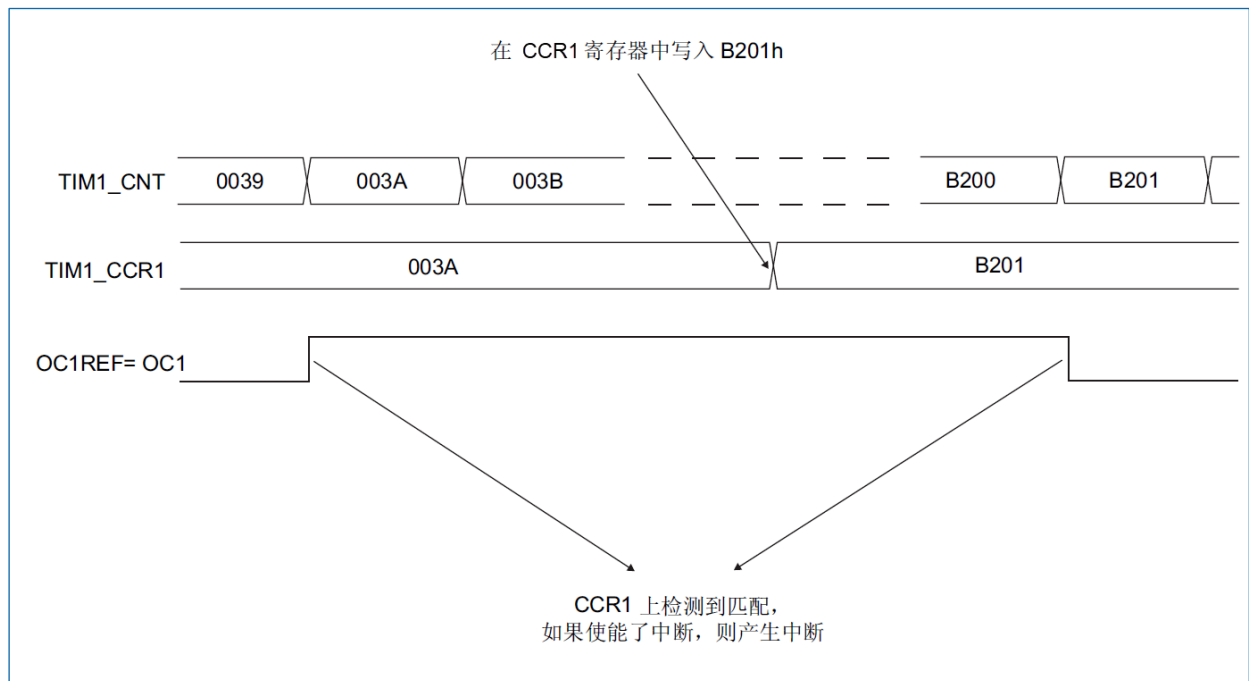 在 CCR1 寄存器中写入 B201h
TIM1_CNT 0039 003A 003B B200 B201
TIM1_CCR1 003A B201
OC1REF= OC1
CCR1 上检测到匹配，
如果使能了中断，则产生中断